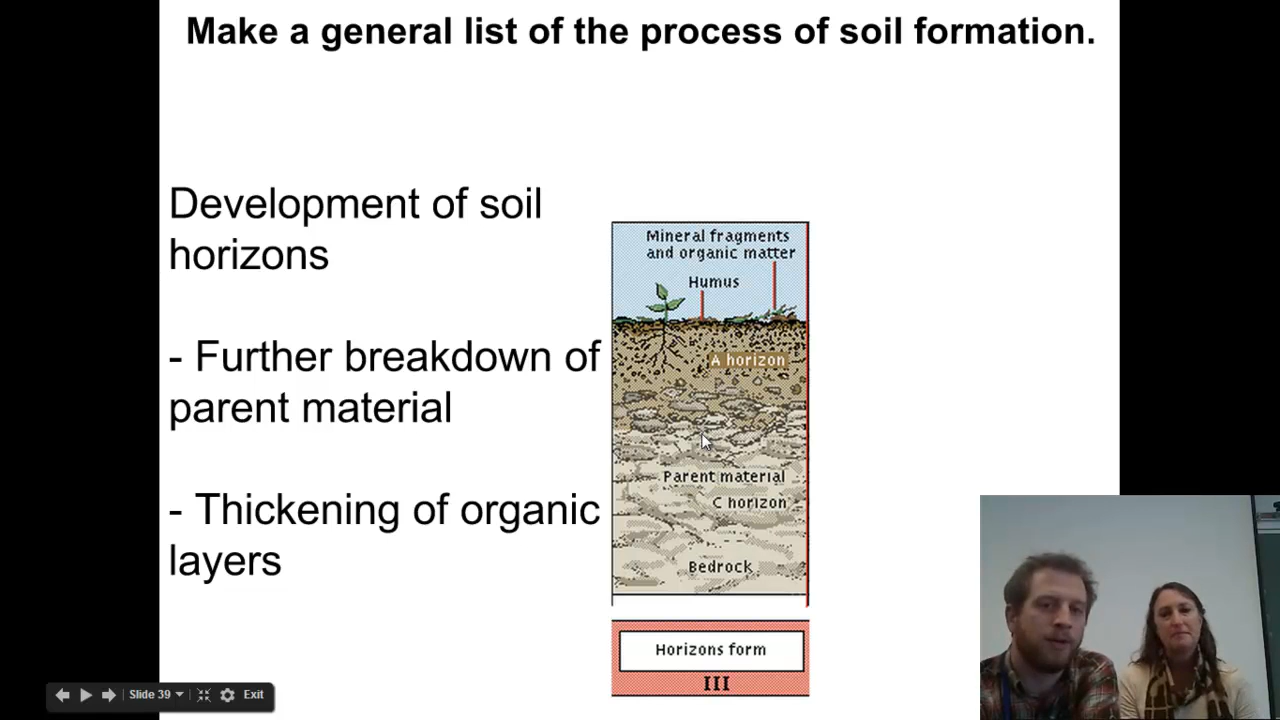 Make a general list of the process of soil formation.
Development of soil
horizons
- Further breakdown of
parent material
- Thickening of organic
layers
Mineral fragments
and organic matter
Humus
A horizon
Parent material
C horizon
Bedrock
Horizons form
III
Slide 39
Exit